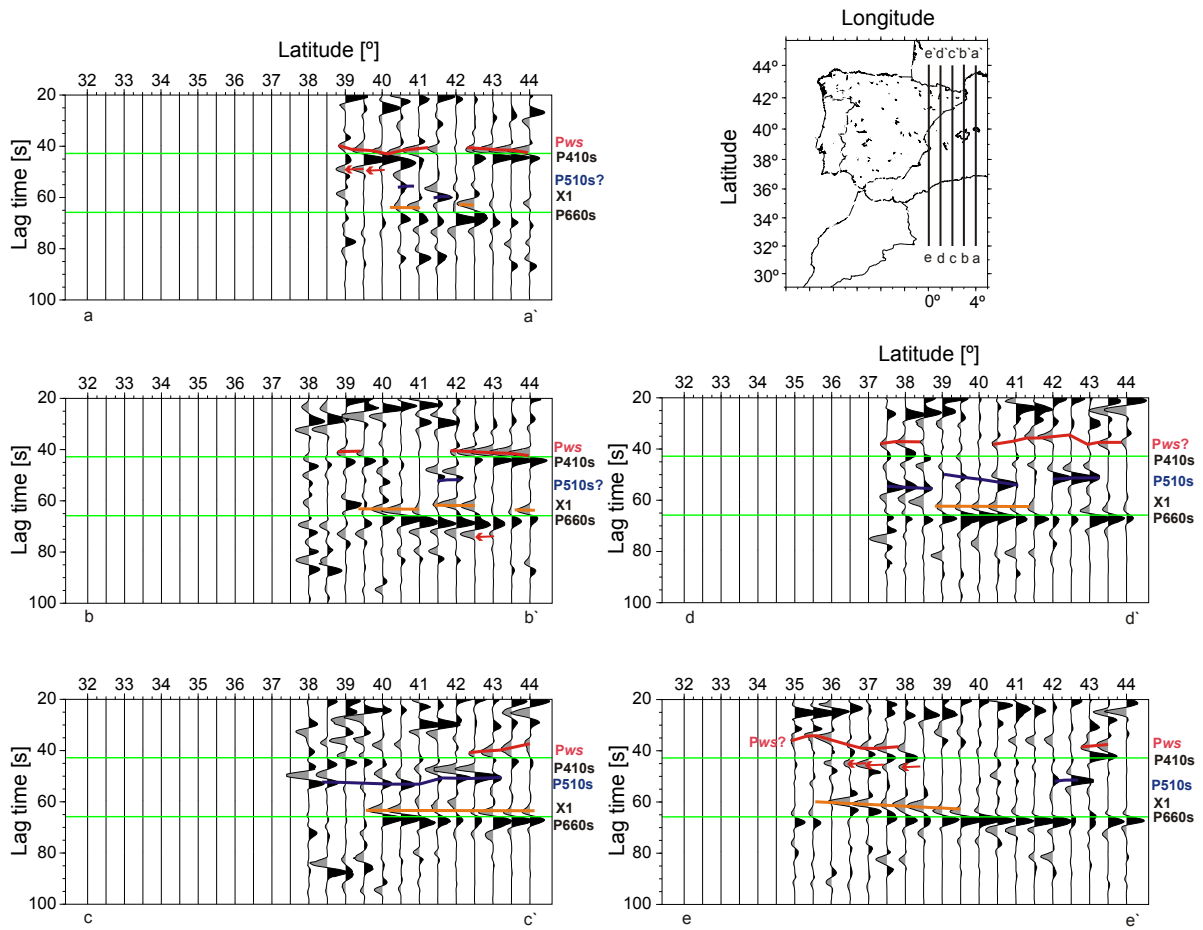 Latitude [º]
32 33 34 35 36 37 38 39 40 41 42 43 44
Lag time [s]
20
40
60
80
100
Pws
P410s
P510s?
X1
P660s
a a`
Longitude
e` d` c` b` a`
Latitude
44º
42º
40º
38º
36º
34º
32º
30º
e d c b a
0º 4º
32 33 34 35 36 37 38 39 40 41 42 43 44
Lag time [s]
20
40
60
80
100
Pws
P410s
P510s?
X1
P660s
b b`
Latitude [º]
32 33 34 35 36 37 38 39 40 41 42 43 44
Lag time [s]
20
40
60
80
100
Pws?
P410s
P510s
X1
P660s
d d`
32 33 34 35 36 37 38 39 40 41 42 43 44
Lag time [s]
20
40
60
80
100
Pws
P410s
P510s
X1
P660s
c c`
32 33 34 35 36 37 38 39 40 41 42 43 44
Lag time [s]
20
40
60
80
100
Pws?
Pws
P410s
P510s
X1
P660s
e e`